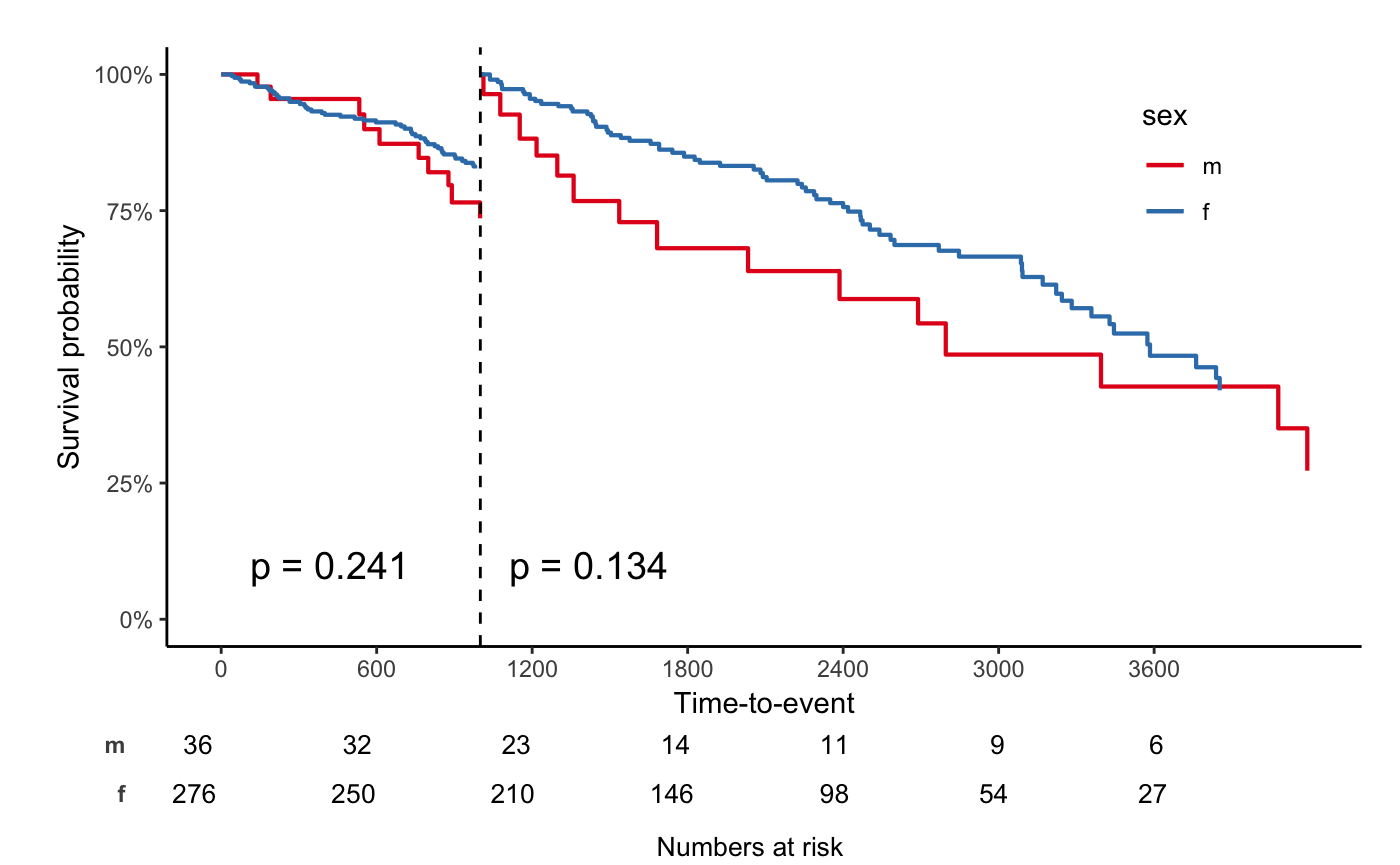 100%
75%
50%
25%
0%
Survival probability
sex
m
f
p = 0.241
p = 0.134
0 600 1200 1800 2400 3000 3600
Time-to-event
m 36 32 23 14 11 9 6
f 276 250 210 146 98 54 27
Numbers at risk